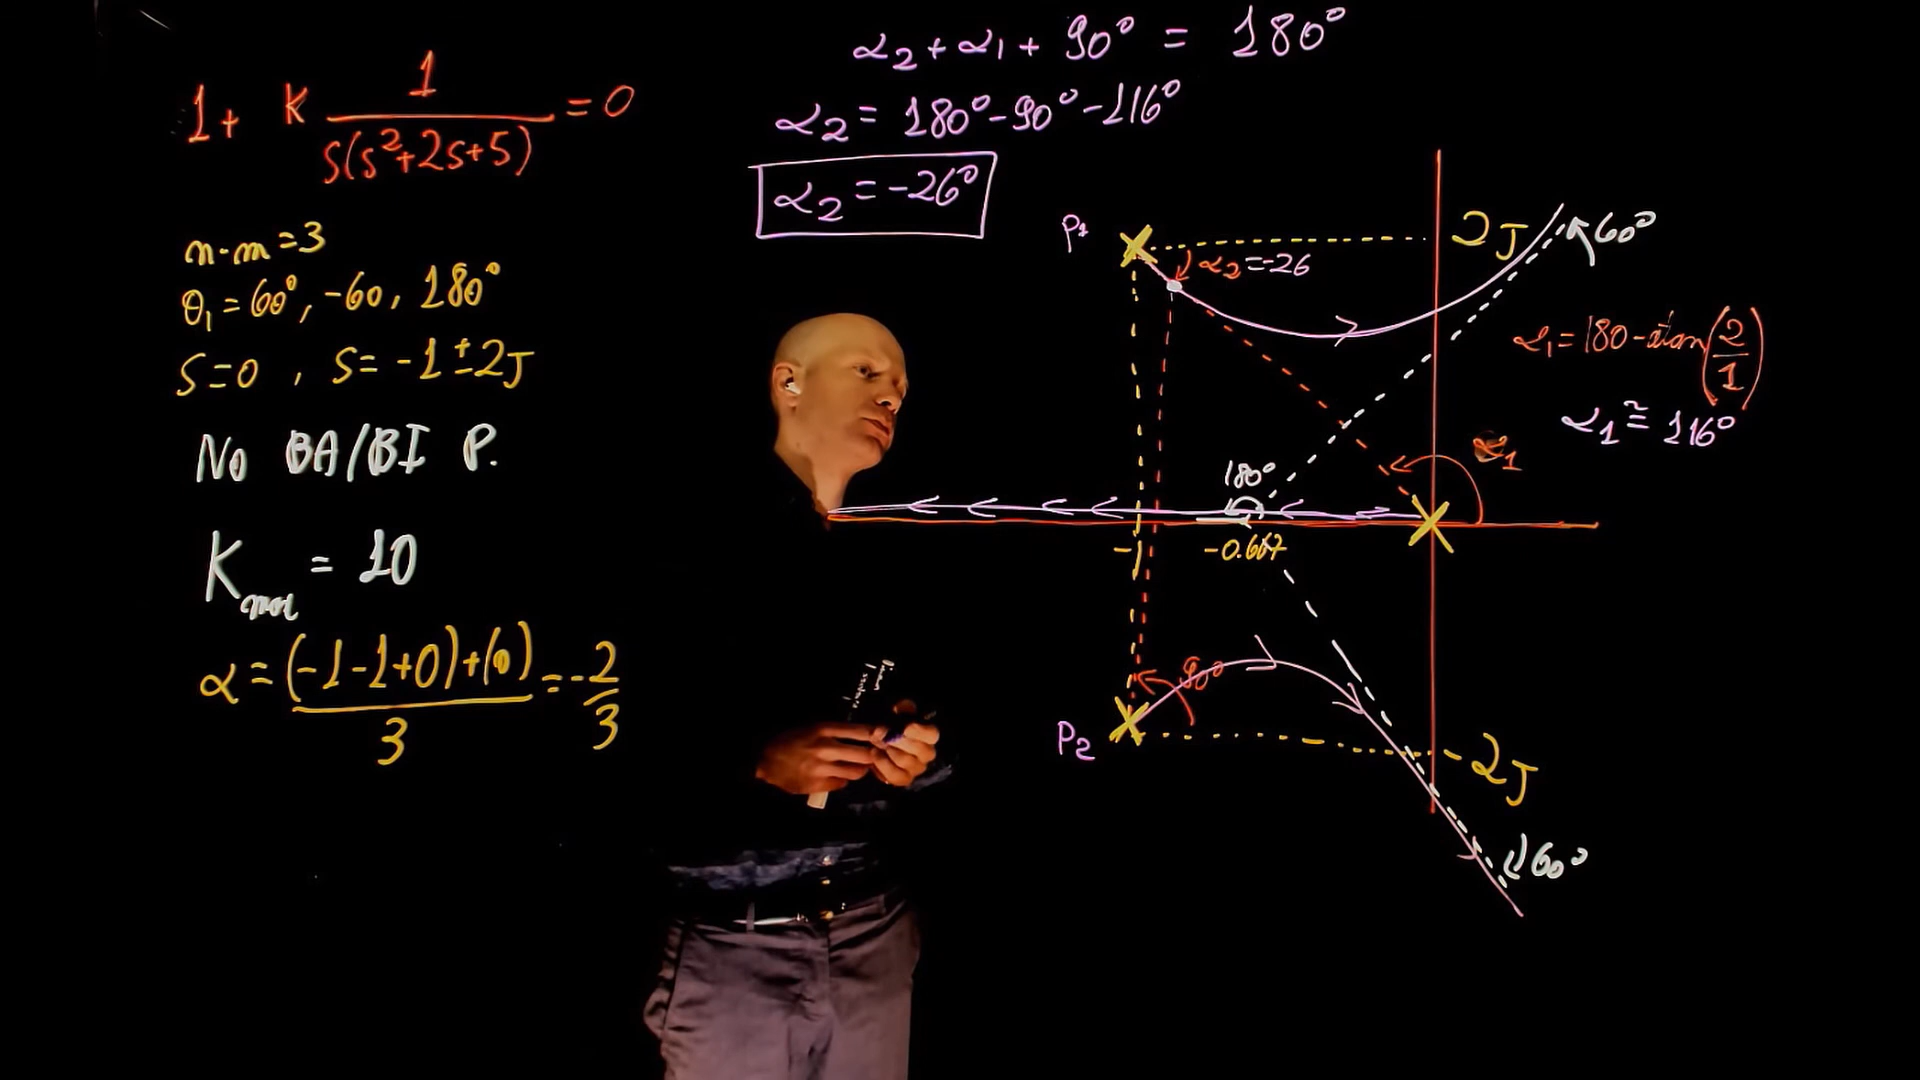 1 + K 1/(s(s²+2s+5)) = 0
n-m=3
θ₁ = 60°, -60, 180°
S=0 , S= -1 ± 2J
No BA/BI P.
K = 10
α = ((-1-1+0)+(0))/3 = -2/3
α₂ + α₁ + 90° = 180°
α₂ = 180° - 90° - 116°
α₂ = -26°
P₁
2J
60°
α₂=-26
α₁=180-atan(2/1)
α₁ ≅ 116°
180°
α₁
-1
-0.667
90°
P₂
-2J
60°